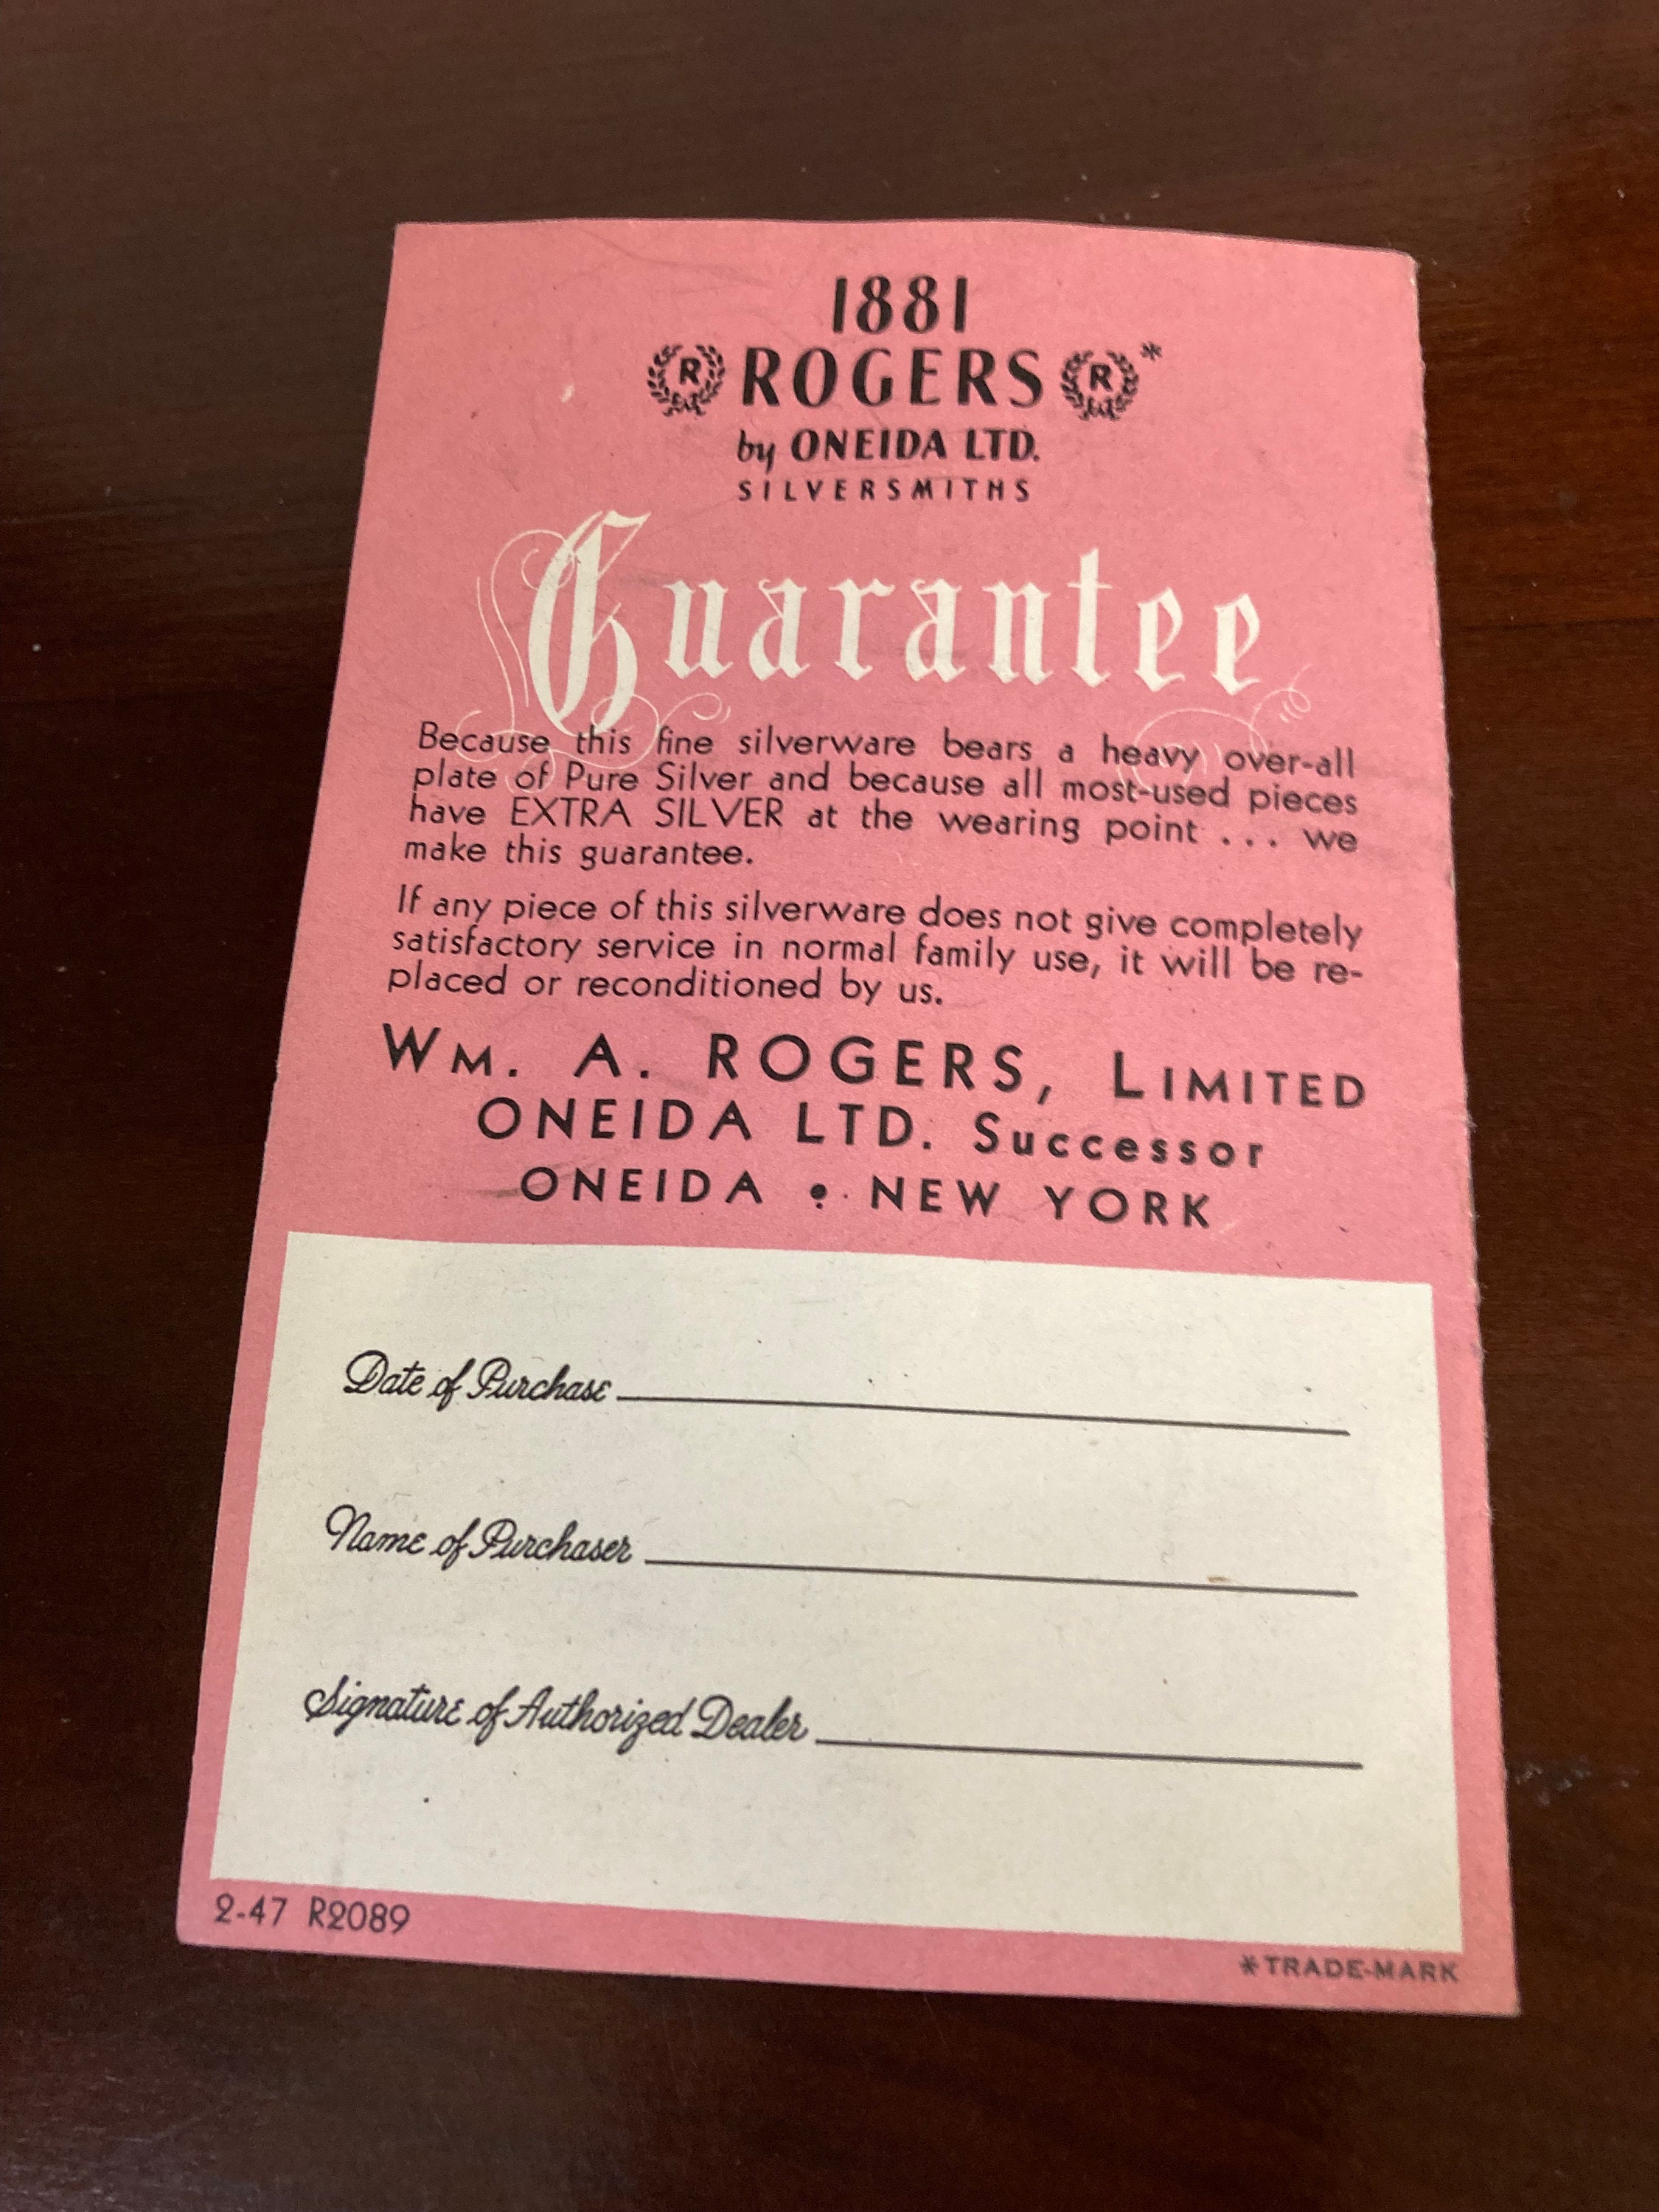 1881
R ROGERS R*
by ONEIDA LTD.
SILVERSMITHS
Guarantee
Because this fine silverware bears a heavy over-all
plate of Pure Silver and because all most-used pieces
have EXTRA SILVER at the wearing point . . . we
make this guarantee.
If any piece of this silverware does not give completely
satisfactory service in normal family use, it will be re-
placed or reconditioned by us.
WM. A. ROGERS, LIMITED
ONEIDA LTD. Successor
ONEIDA • NEW YORK
Date of Purchase
Name of Purchaser
Signature of Authorized Dealer
2-47 R2089
*TRADE-MARK